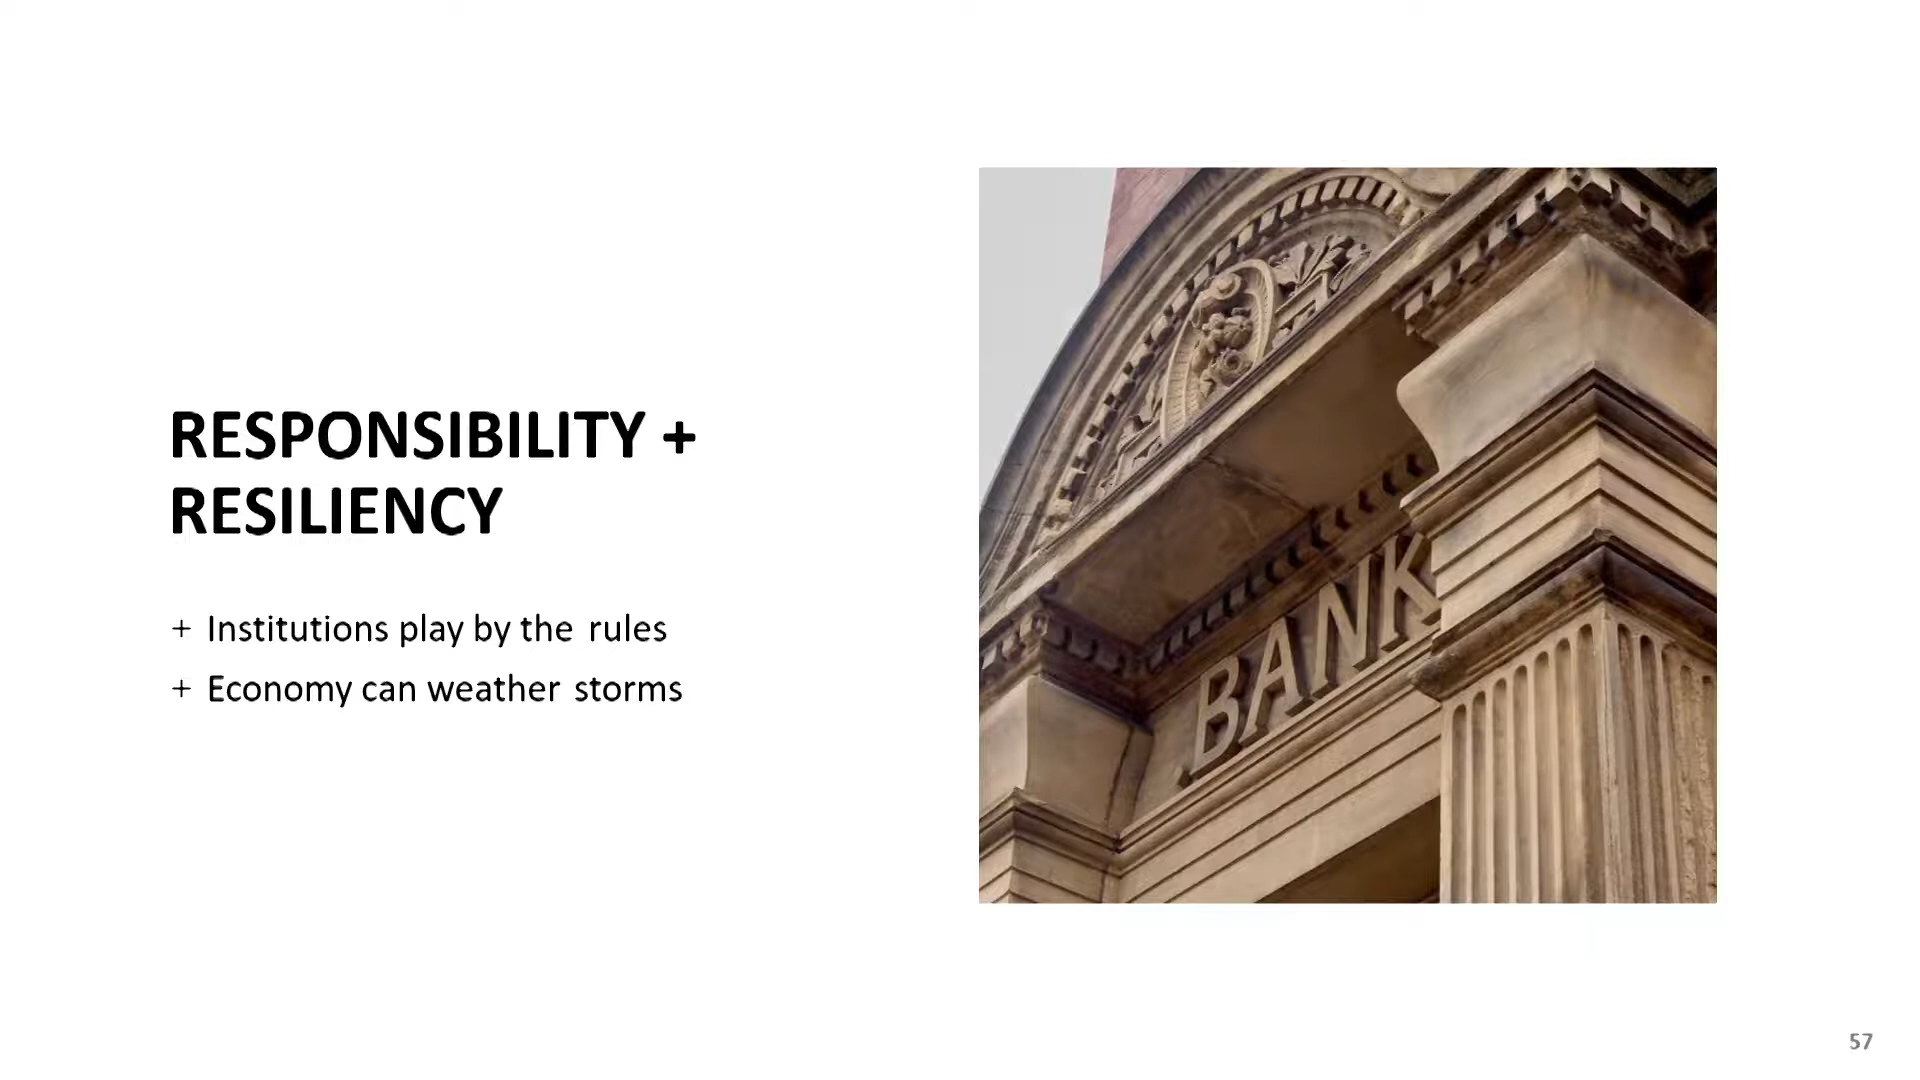 RESPONSIBILITY +
RESILIENCY
+ Institutions play by the rules
+ Economy can weather storms
BANK
57